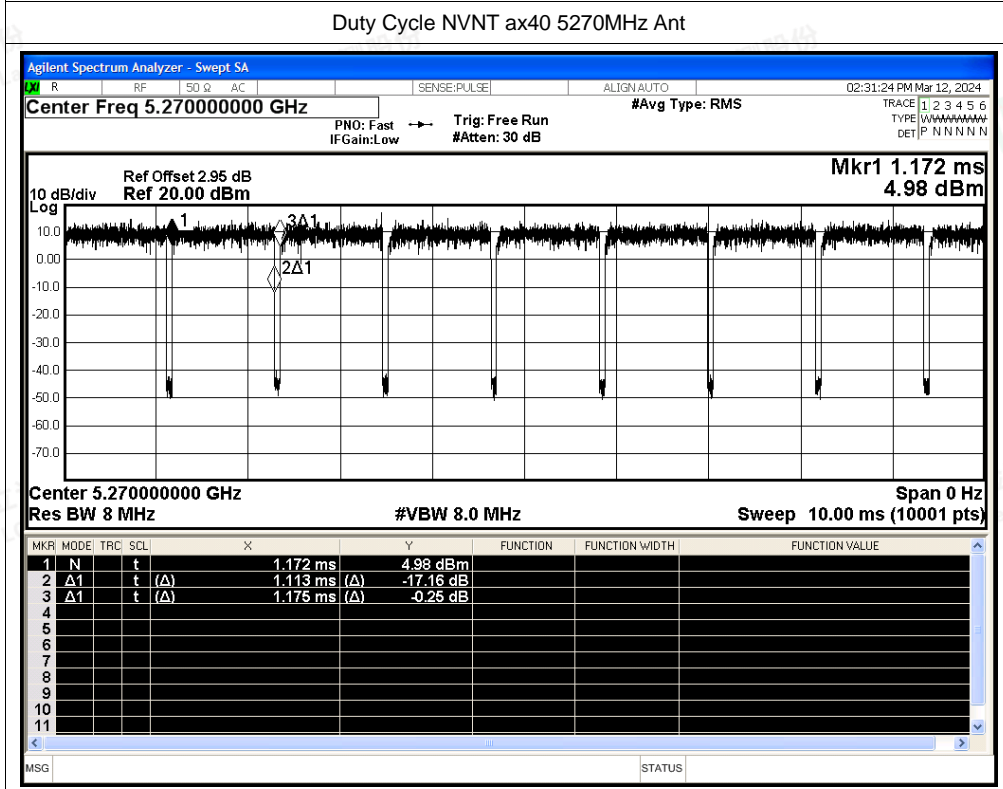 Duty Cycle NVNT ax40 5270MHz Ant
Agilent Spectrum Analyzer - Swept SA
LXI R RF 50 Ω AC SENSE:PULSE ALIGN AUTO 02:31:24 PM Mar 12, 2024
Center Freq 5.270000000 GHz #Avg Type: RMS TRACE 1 2 3 4 5 6
PNO: Fast Trig: Free Run TYPE W
IFGain:Low #Atten: 30 dB DET P N N N N N
Mkr1 1.172 ms
Ref Offset 2.95 dB
10 dB/div Ref 20.00 dBm 4.98 dBm
Log
1 3Δ1
10.0
0.00
2Δ1
-10.0
-20.0
-30.0
-40.0
-50.0
-60.0
-70.0
Center 5.270000000 GHz Span 0 Hz
Res BW 8 MHz #VBW 8.0 MHz Sweep 10.00 ms (10001 pts)
MKR MODE TRC SCL X Y FUNCTION FUNCTION WIDTH FUNCTION VALUE
1 N t 1.172 ms 4.98 dBm
2 Δ1 t (Δ) 1.113 ms (Δ) -17.16 dB
3 Δ1 t (Δ) 1.175 ms (Δ) -0.25 dB
4
5
6
7
8
9
10
11
MSG STATUS